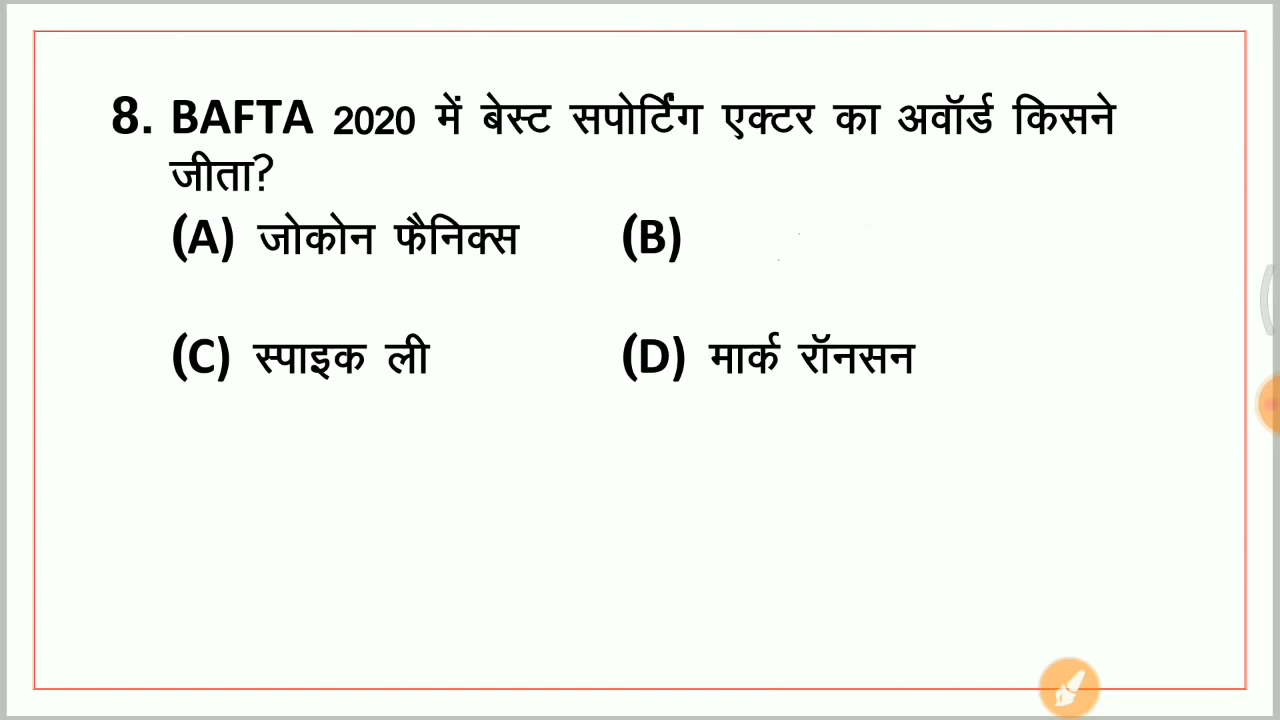 8. BAFTA 2020 में बेस्ट सपोर्टिंग एक्टर का अवॉर्ड किसने
जीता?
(A) जोकोन फैनिक्स (B)
(C) स्पाइक ली (D) मार्क रॉनसन